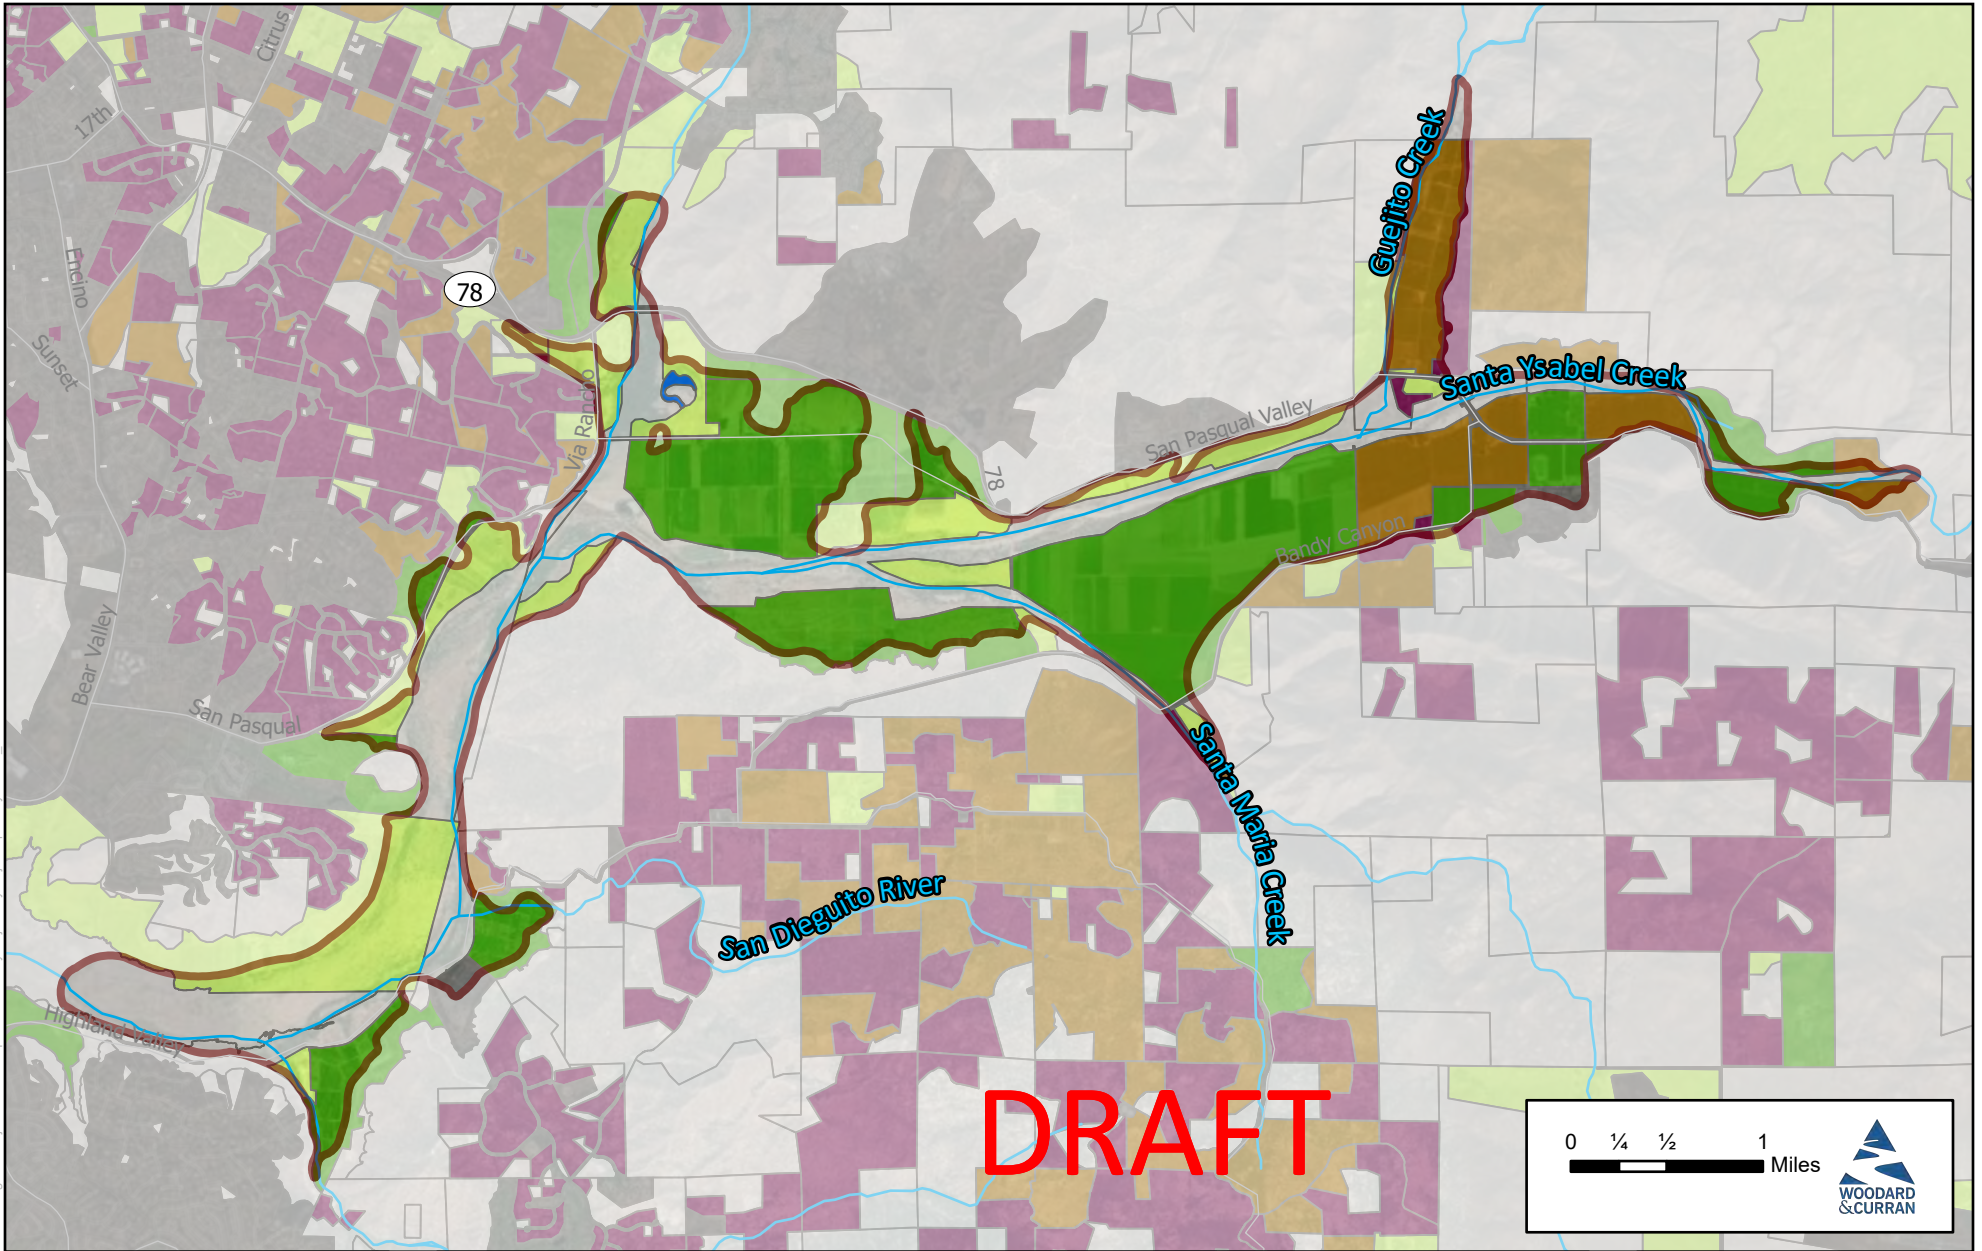 Citrus
17th
Guejito Creek
Encino
78
Sunset
Santa Ysabel Creek
Via Rancho
San Pasqual Valley
78
Bandy Canyon
Bear Valley
San Pasqual
Santa Maria Creek
San Dieguito River
Highland Valley
DRAFT
0 ¼ ½ 1
Miles
WOODARD
&CURRAN